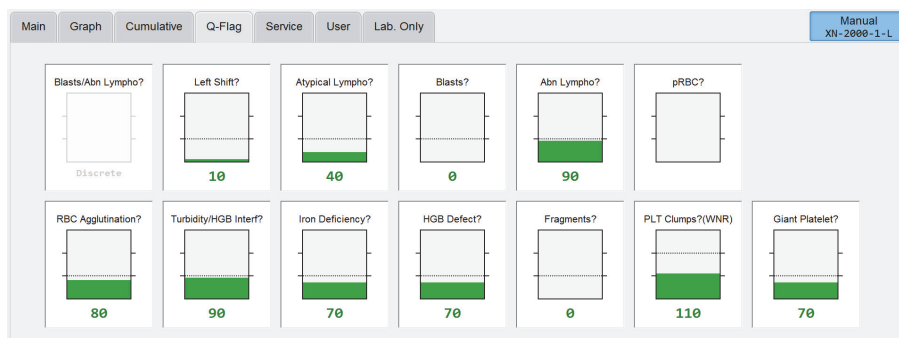 Main Graph Cumulative Q-Flag Service User Lab. Only
Manual
XN-2000-1-L
Blasts/Abn Lympho? Left Shift? Atypical Lympho? Blasts? Abn Lympho? pRBC?
Discrete 10 40 0 90
RBC Agglutination? Turbidity/HGB Interf? Iron Deficiency? HGB Defect? Fragments? PLT Clumps?(WNR) Giant Platelet?
80 90 70 70 0 110 70